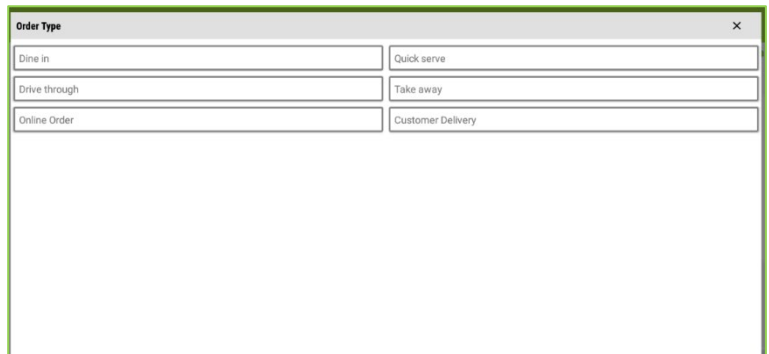 Order Type
Dine in
Quick serve
Drive through
Take away
Online Order
Customer Delivery